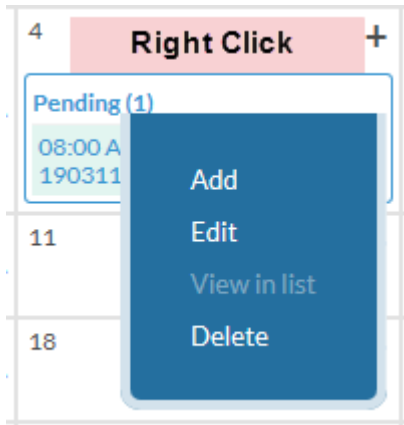 4 Right Click +
Pending (1)
08:00 A
190311
Add
Edit
View in list
Delete
11
18